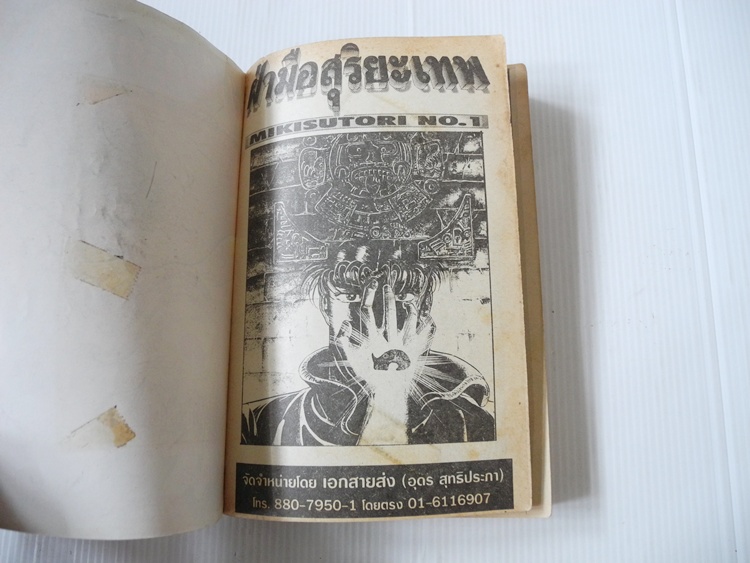 ฝ่ามือสุริยะเทพ
MIKISUTORI NO.1
จัดจำหน่ายโดย เอกสายส่ง (อุดร สุทธิประภา)
โทร. 880-7950-1 โดยตรง 01-6116907